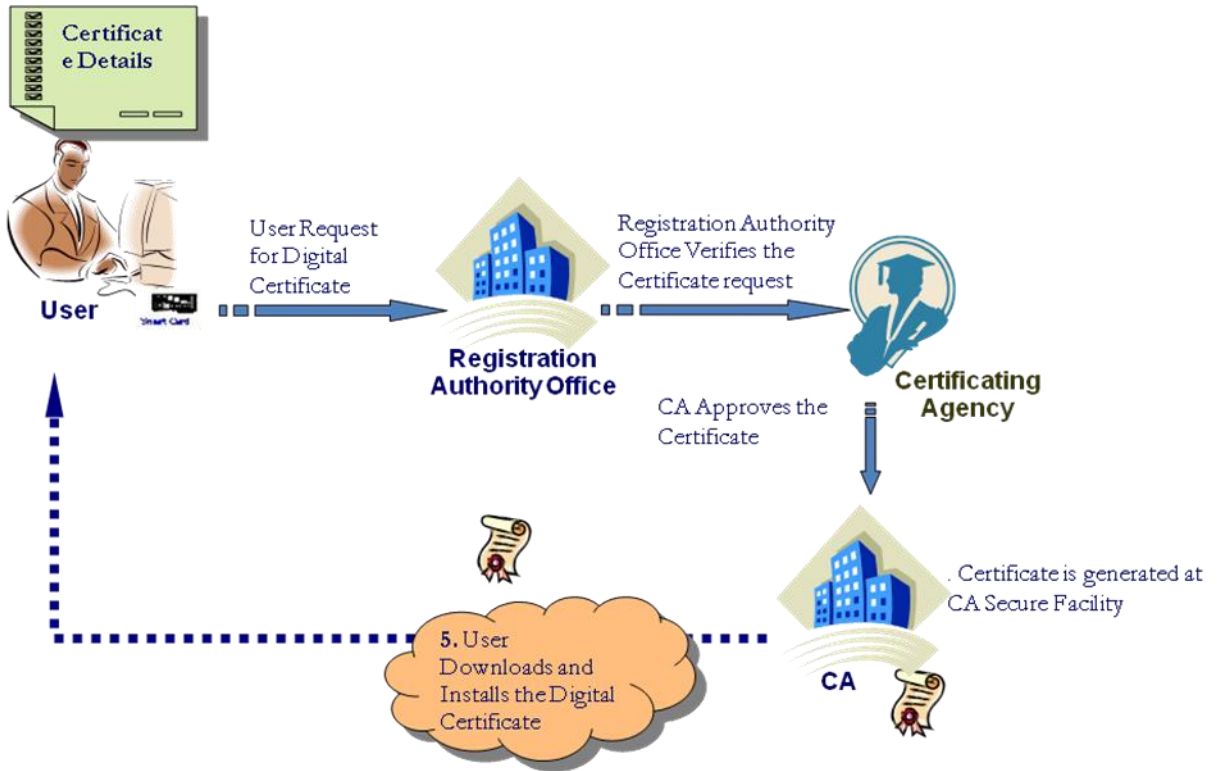 Certificat
e Details
User
Smart Card
User Request
for Digital
Certificate
Registration
Authority Office
Registration Authority
Office Verifies the
Certificate request
Certificating
Agency
CA Approves the
Certificate
. Certificate is generated at
CA Secure Facility
CA
5. User
Downloads and
Installs the Digital
Certificate